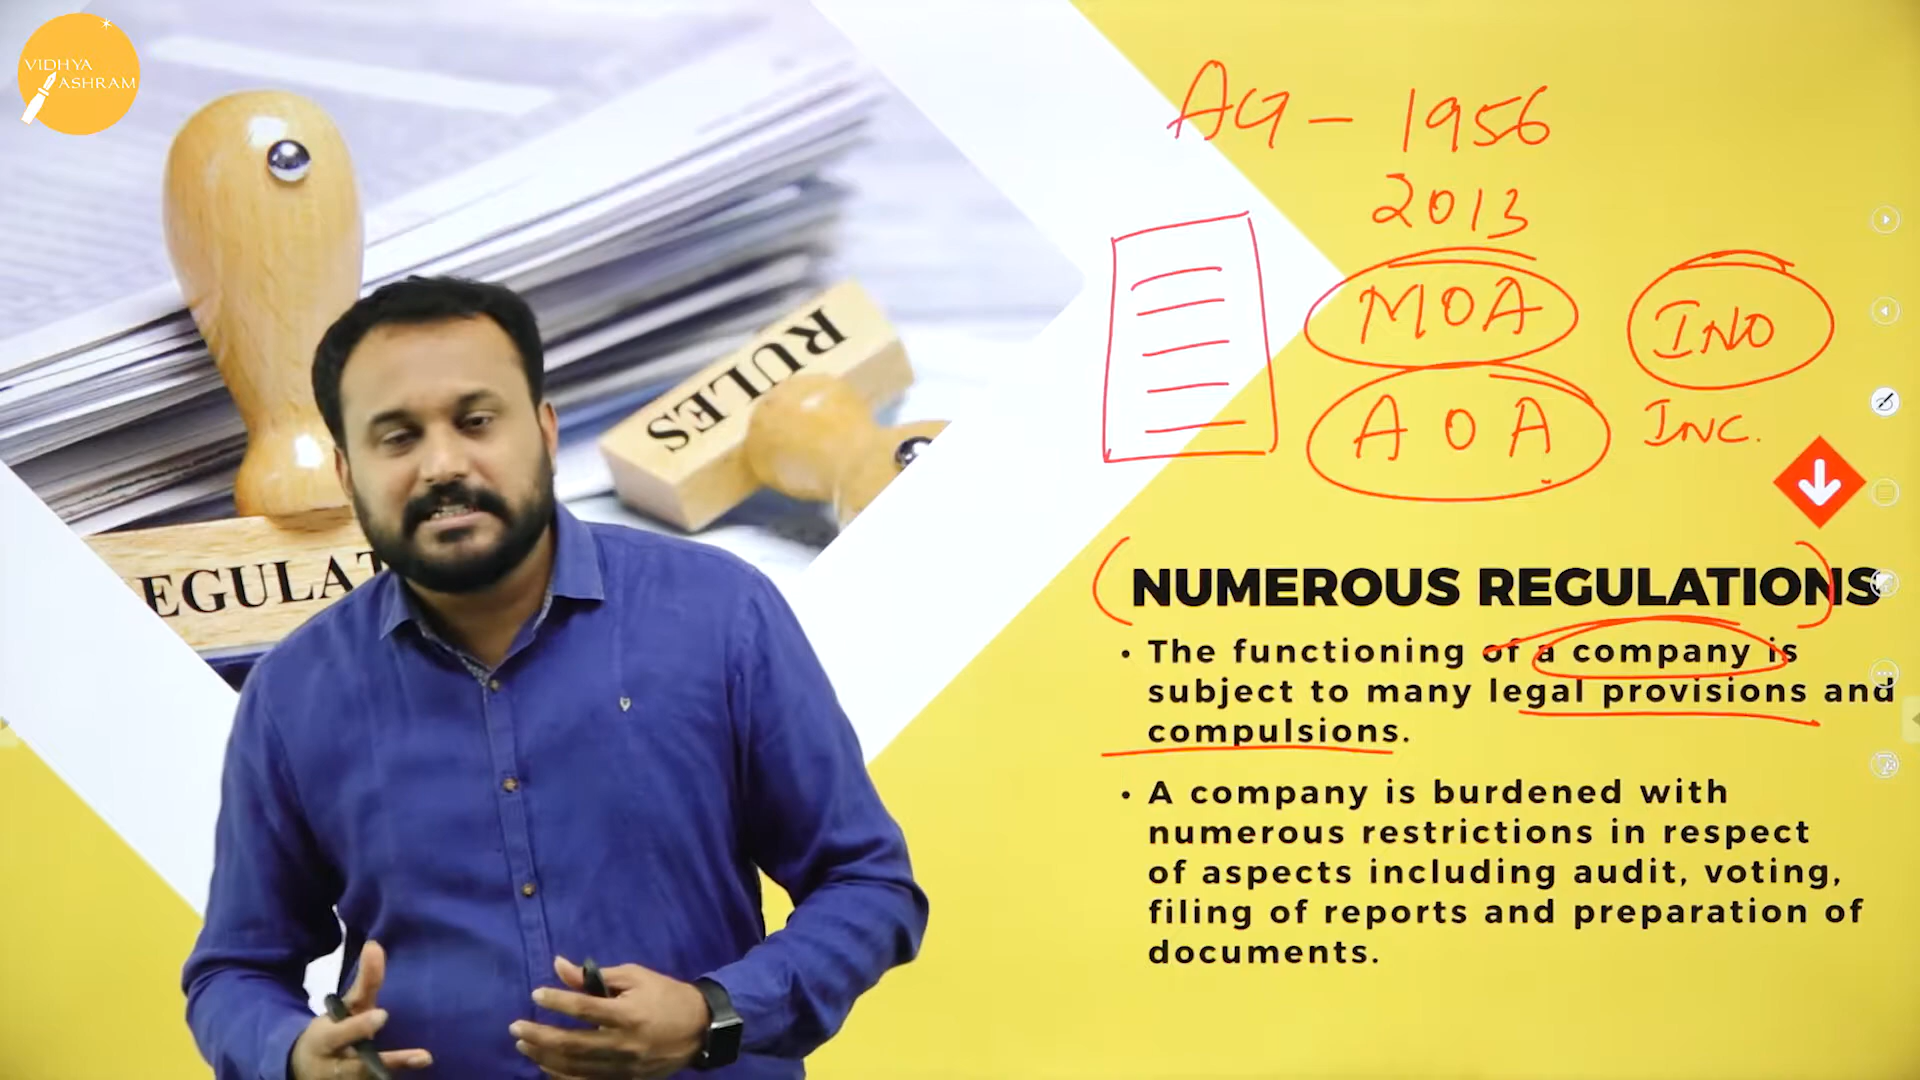 VIDHYA
ASHRAM
RULES
EGULAT
ACT - 1956
2013
MOA
INO
AOA
INC.
NUMEROUS REGULATIONS
• The functioning of a company is
subject to many legal provisions and
compulsions.
• A company is burdened with
numerous restrictions in respect
of aspects including audit, voting,
filing of reports and preparation of
documents.